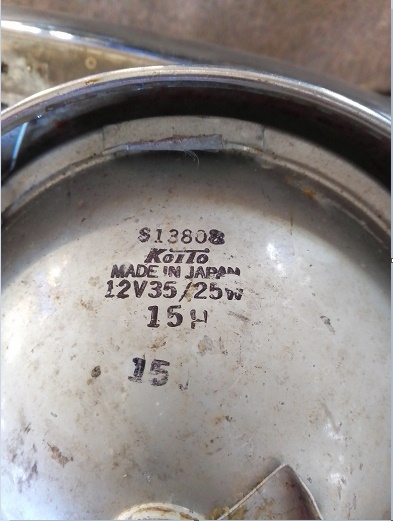 S13808
KOITO
MADE IN JAPAN
12V35/25W
15H
15